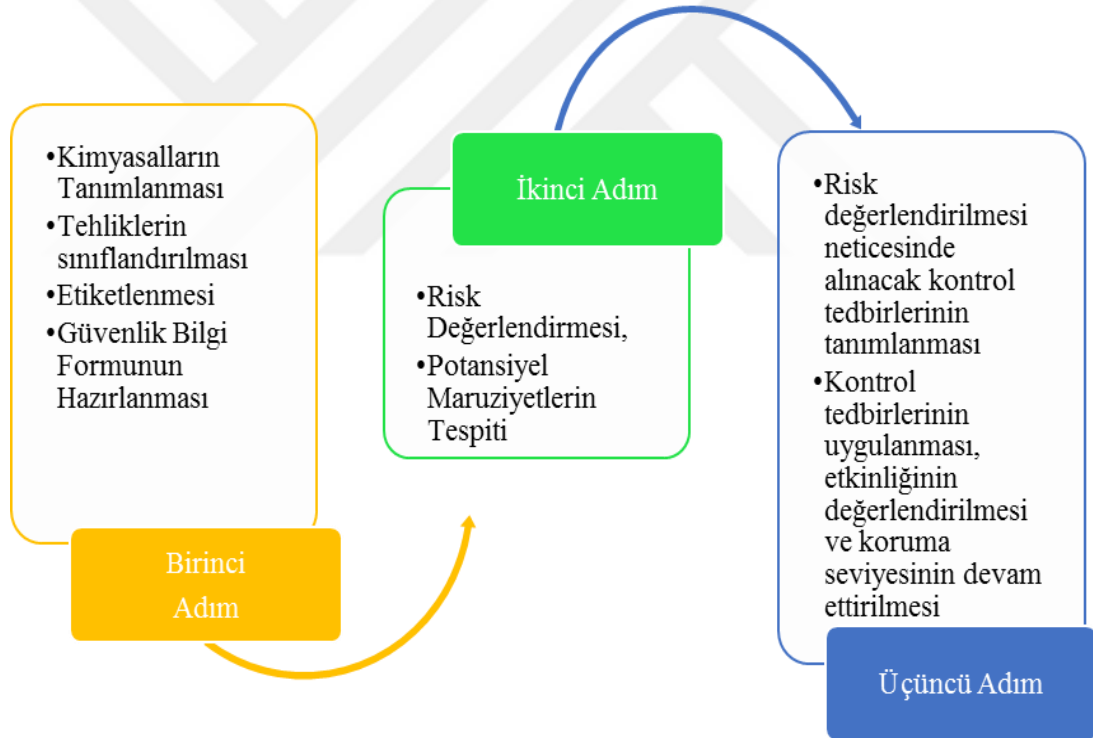 •Kimyasalların
Tanımlanması
•Tehliklerin
sınıflandırılması
•Etiketlenmesi
•Güvenlik Bilgi
Formunun
Hazırlanması
Birinci
Adım
İkinci Adım
•Risk
Değerlendirmesi,
•Potansiyel
Maruziyetlerin
Tespiti
•Risk
değerlendirilmesi
neticesinde
alınacak kontrol
tedbirlerinin
tanımlanması
•Kontrol
tedbirlerinin
uygulanması,
etkinliğinin
değerlendirilmesi
ve koruma
seviyesinin devam
ettirilmesi
Üçüncü Adım